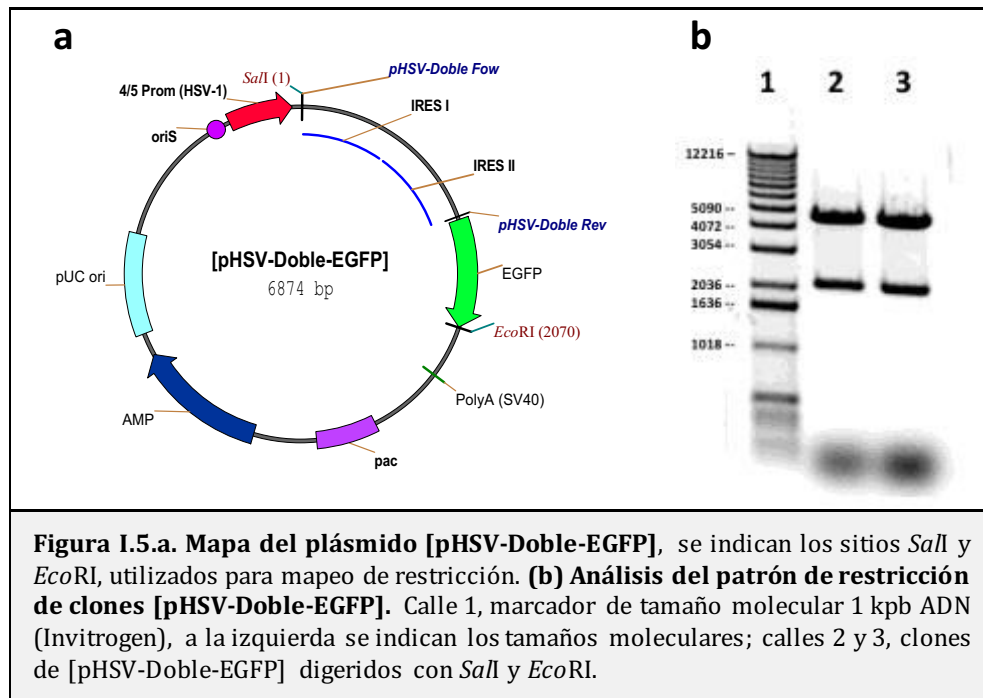 a
b
SalI (1)
pHSV-Doble Fow
4/5 Prom (HSV-1)
IRES I
oriS
IRES II
pHSV-Doble Rev
[pHSV-Doble-EGFP]
6874 bp
pUC ori
EGFP
EcoRI (2070)
PolyA (SV40)
AMP
pac
1 2 3
12216 –
5090 --
4072 --
3054 --
2036 --
1636 --
1018 --
Figura I.5.a. Mapa del plásmido [pHSV-Doble-EGFP], se indican los sitios SalI y
EcoRI, utilizados para mapeo de restricción. (b) Análisis del patrón de restricción
de clones [pHSV-Doble-EGFP]. Calle 1, marcador de tamaño molecular 1 kpb ADN
(Invitrogen), a la izquierda se indican los tamaños moleculares; calles 2 y 3, clones
de [pHSV-Doble-EGFP] digeridos con SalI y EcoRI.